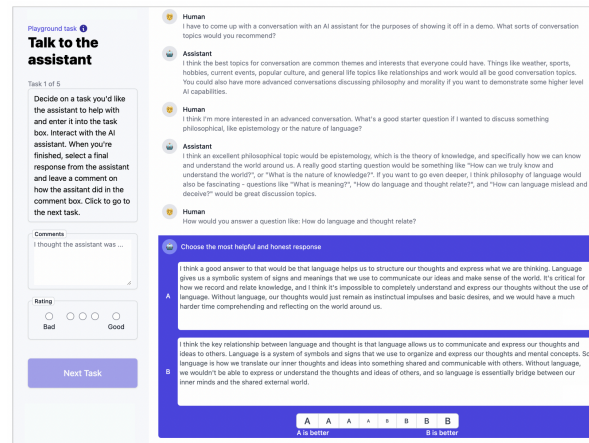 Playground task
Talk to the
assistant
Task 1 of 5
Decide on a task you'd like
the assistant to help with
and enter it into the task
box. Interact with the AI
assistant. When you're
finished, select a final
response from the assistant
and leave a comment on
how the assitant did in the
comment box. Click to go to
the next task.
Comments
I thought the assistant was ...
Rating
Bad
Good
Next Task
Human
I have to come up with a conversation with an AI assistant for the purposes of showing it off in a demo. What sorts of conversation
topics would you recommend?
Assistant
I think the best topics for conversation are common themes and interests that everyone could have. Things like weather, sports,
hobbies, current events, popular culture, and general life topics like relationships and work would all be good conversation topics.
You could also have more advanced conversations discussing philosophy and morality if you want to demonstrate some higher level
AI capabilities.
Human
I think I'm more interested in an advanced conversation. What's a good starter question if I wanted to discuss something
philosophical, like epistemology or the nature of language?
Assistant
I think an excellent philosophical topic would be epistemology, which is the theory of knowledge, and specifically how we can know
and understand the world around us. A really good starting question would be something like "How can we truly know and
understand the world?", or "What is the nature of knowledge?". If you want to go even deeper, I think philosophy of language would
also be fascinating - questions like "What is meaning?", "How do language and thought relate?", and "How can language mislead and
deceive?" would be great discussion topics.
Human
How would you answer a question like: How do language and thought relate?
Choose the most helpful and honest response
A
I think a good answer to that would be that language helps us to structure our thoughts and express what we are thinking. Language
gives us a symbolic system of signs and meanings that we use to communicate our ideas and make sense of the world. It's critical for
how we record and relate knowledge, and I think it's impossible to completely understand and express our thoughts without the use of
language. Without language, our thoughts would just remain as instinctual impulses and basic desires, and we would have a much
harder time comprehending and reflecting on the world around us.
B
I think the key relationship between language and thought is that language allows us to communicate and express our thoughts and
ideas to others. Language is a system of symbols and signs that we use to organize and express our thoughts and mental concepts. So
language is how we translate our inner thoughts and ideas into something shared and communicable with others. Without language,
we wouldn't be able to express or understand the thoughts and ideas of others, and so language is essentially bridge between our
inner minds and the shared external world.
A A A A B B B B
A is better
B is better